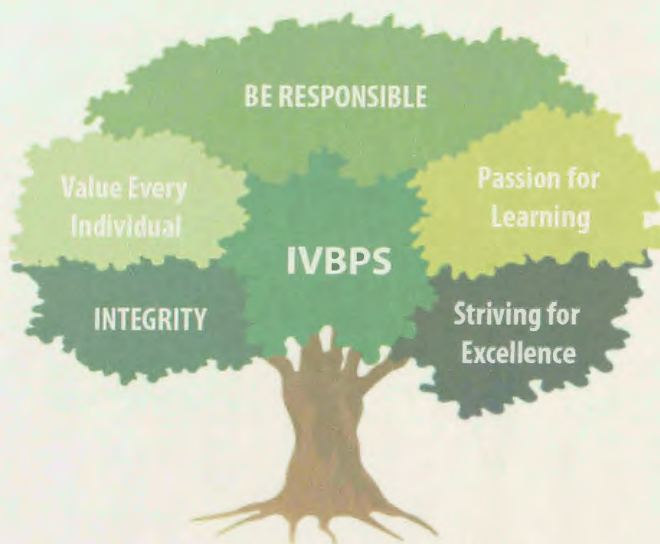 BE RESPONSIBLE
Value Every
Individual
Passion for
Learning
IVBPS
INTEGRITY
Striving for
Excellence